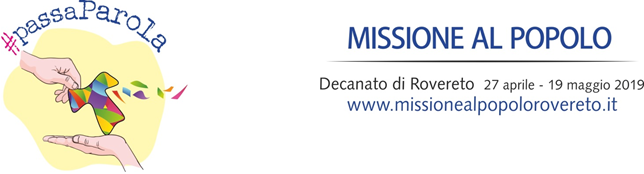 #passaParola
MISSIONE AL POPOLO
Decanato di Rovereto 27 aprile - 19 maggio 2019
www.missionealpopolorovereto.it